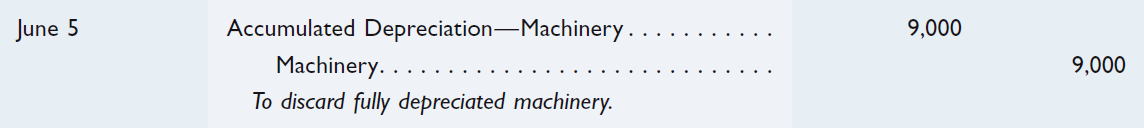 June 5 Accumulated Depreciation—Machinery . . . . . . . . . . . 9,000
Machinery. . . . . . . . . . . . . . . . . . . . . . . . . . . . . 9,000
To discard fully depreciated machinery.